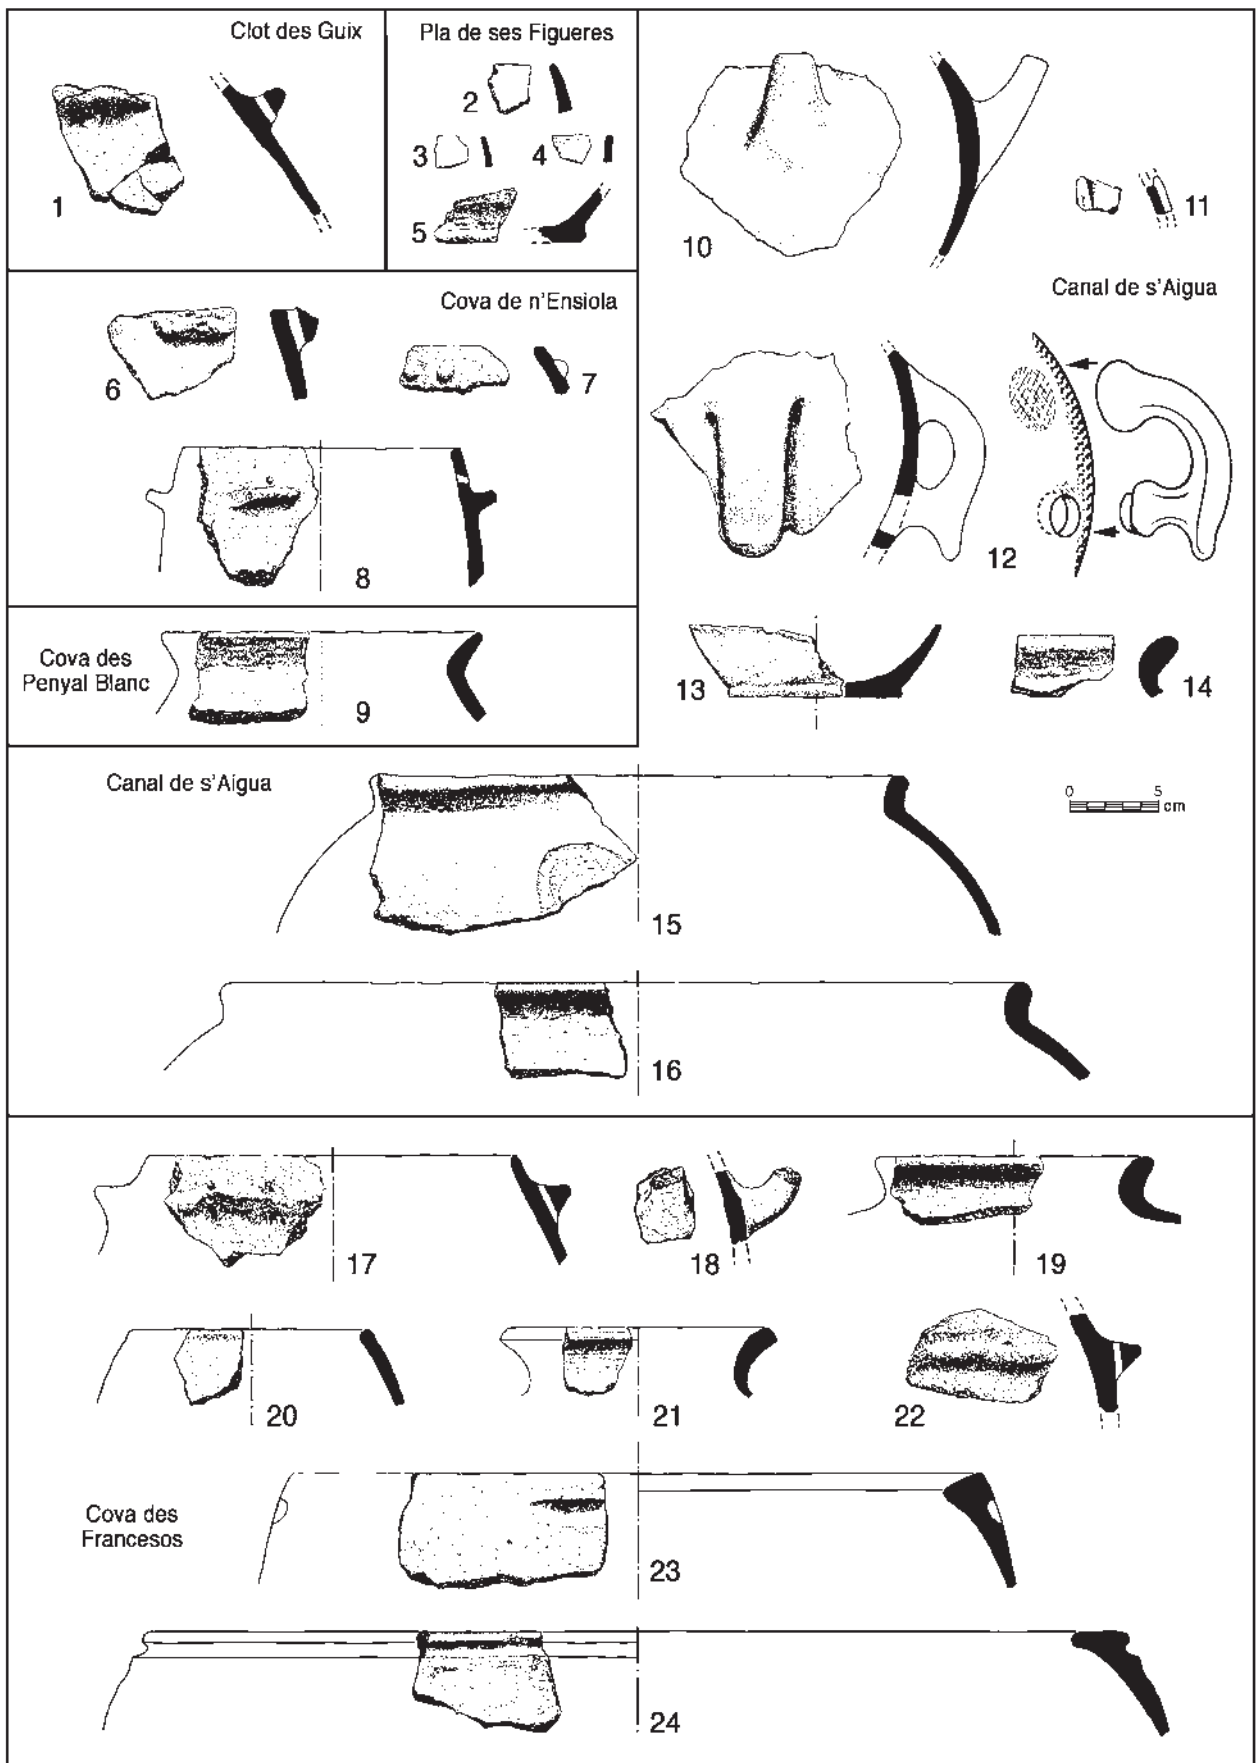 Clot des Guix
1
Pla de ses Figueres
2
3
4
5
10
11
Canal de s'Aigua
Cova de n'Ensiola
6
7
8
12
Cova des
Penyal Blanc
9
13
14
Canal de s'Aigua
0 5
cm
15
16
17
18
19
20
21
22
Cova des
Francesos
23
24